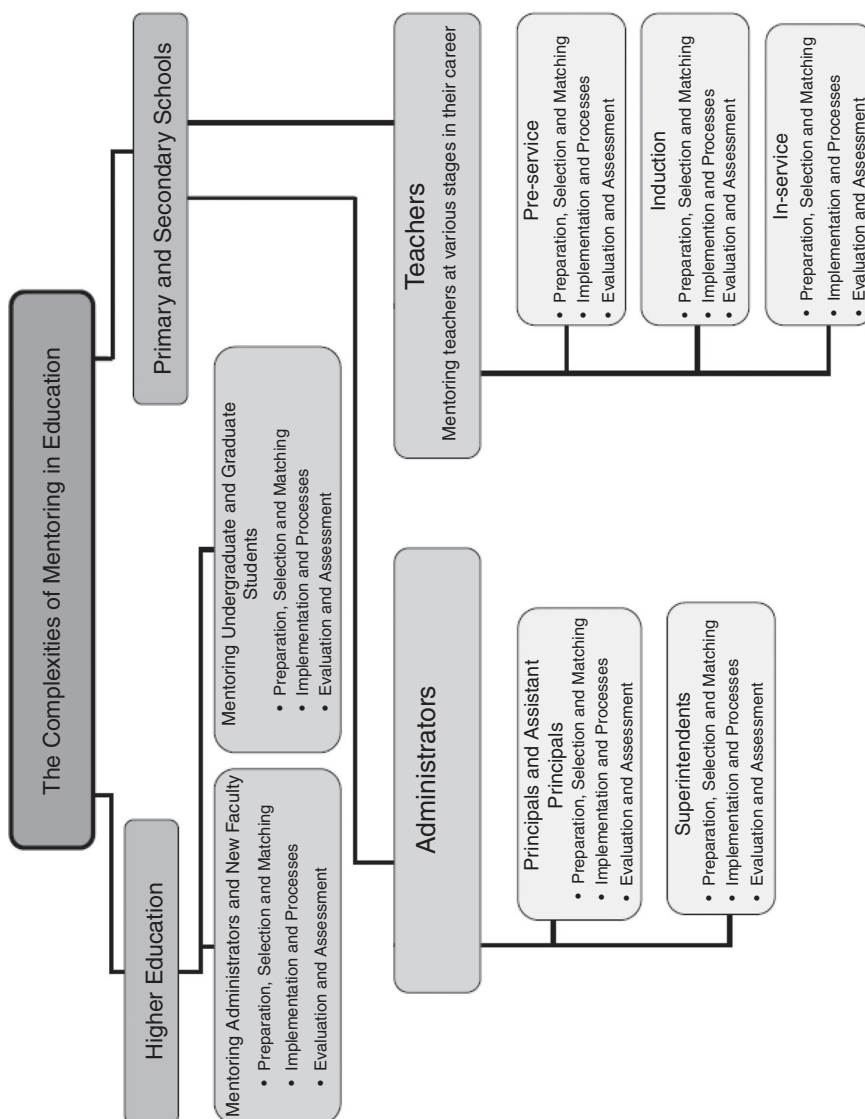 The Complexities of Mentoring in Education
Higher Education
Primary and Secondary Schools
Mentoring Administrators and New Faculty
• Preparation, Selection and Matching
• Implementation and Processes
• Evaluation and Assessment
Mentoring Undergraduate and Graduate
Students
• Preparation, Selection and Matching
• Implementation and Processes
• Evaluation and Assessment
Administrators
Teachers
Mentoring teachers at various stages in their career
Principals and Assistant
Principals
• Preparation, Selection and Matching
• Implementation and Processes
• Evaluation and Assessment
Superintendents
• Preparation, Selection and Matching
• Implementation and Processes
• Evaluation and Assessment
Pre-service
• Preparation, Selection and Matching
• Implementation and Processes
• Evaluation and Assessment
Induction
• Preparation, Selection and Matching
• Implemention and Processes
• Evaluation and Assessment
In-service
• Preparation, Selection and Matching
• Implementation and Processes
• Evaluation and Assessment